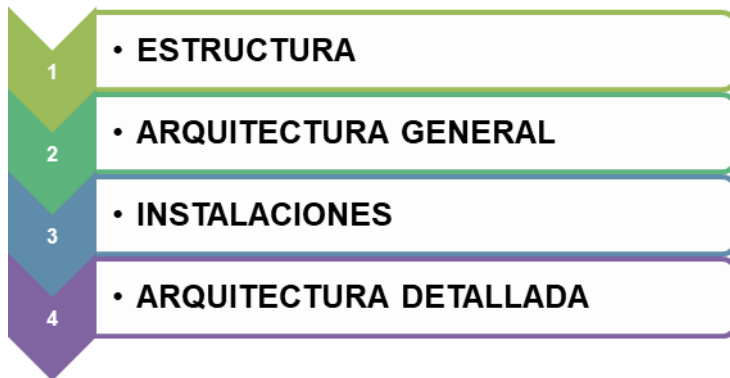 1
• ESTRUCTURA
2
• ARQUITECTURA GENERAL
3
• INSTALACIONES
4
• ARQUITECTURA DETALLADA